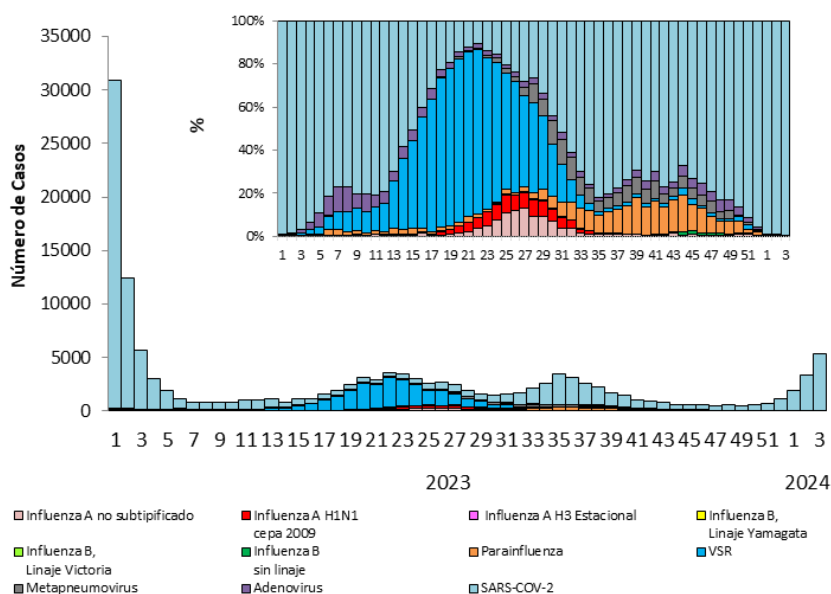 100%
80%
60%
40%
20%
0%
%
1 3 5 7 9 11 13 15 17 19 21 23 25 27 29 31 33 35 37 39 41 43 45 47 49 51 1 3
Número de Casos
35000
30000
25000
20000
15000
10000
5000
0
1 3 5 7 9 11 13 15 17 19 21 23 25 27 29 31 33 35 37 39 41 43 45 47 49 51 1 3
2023 2024
Influenza A no subtipificado
Influenza A H1N1
cepa 2009
Influenza A H3 Estacional
Influenza B,
Linaje Yamagata
Influenza B,
Linaje Victoria
Influenza B
sin linaje
Parainfluenza
VSR
Metapneumovirus
Adenovirus
SARS-COV-2